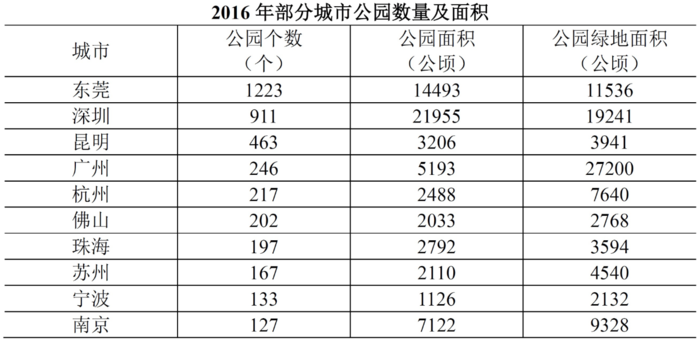 2016 年部分城市公园数量及面积
城市 公园个数（个） 公园面积（公顷） 公园绿地面积（公顷）
东莞 1223 14493 11536
深圳 911 21955 19241
昆明 463 3206 3941
广州 246 5193 27200
杭州 217 2488 7640
佛山 202 2033 2768
珠海 197 2792 3594
苏州 167 2110 4540
宁波 133 1126 2132
南京 127 7122 9328